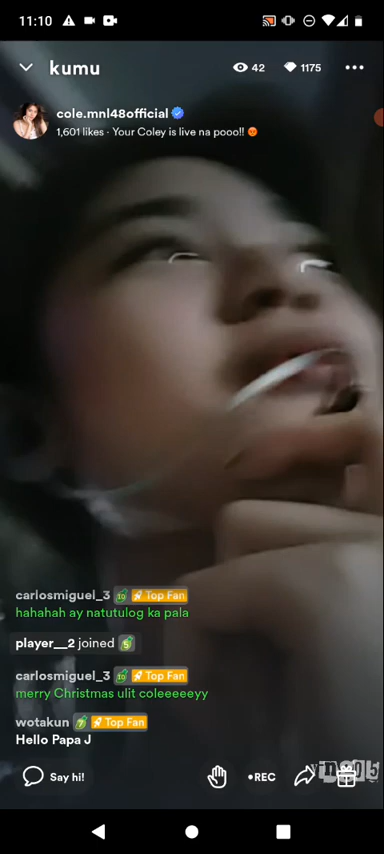 11:10
kumu
42
1175
cole.mnl48official
1,601 likes · Your Coley is live na pooo!! 😡
carlosmiguel_3 10 🚀 Top Fan
hahahah ay natutulog ka pala
player__2 joined 5
carlosmiguel_3 10 🚀 Top Fan
merry Christmas ulit coleeeeeyy
wotakun 7 🚀 Top Fan
Hello Papa J
Say hi!
•REC